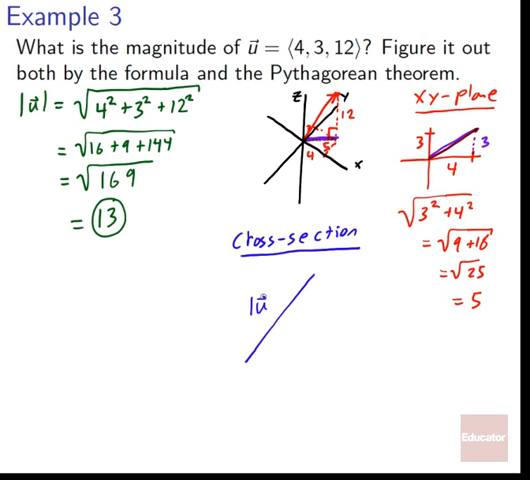 Example 3
What is the magnitude of u⃗ = ⟨4, 3, 12⟩? Figure it out
both by the formula and the Pythagorean theorem.
|u⃗| = √4² + 3² + 12²
= √16 + 9 + 144
= √169
= 13
z
y
12
3
5
4
x
xy-plane
3
3
4
√3² + 4²
= √9 + 16
= √25
= 5
Cross-section
|u⃗
Educator